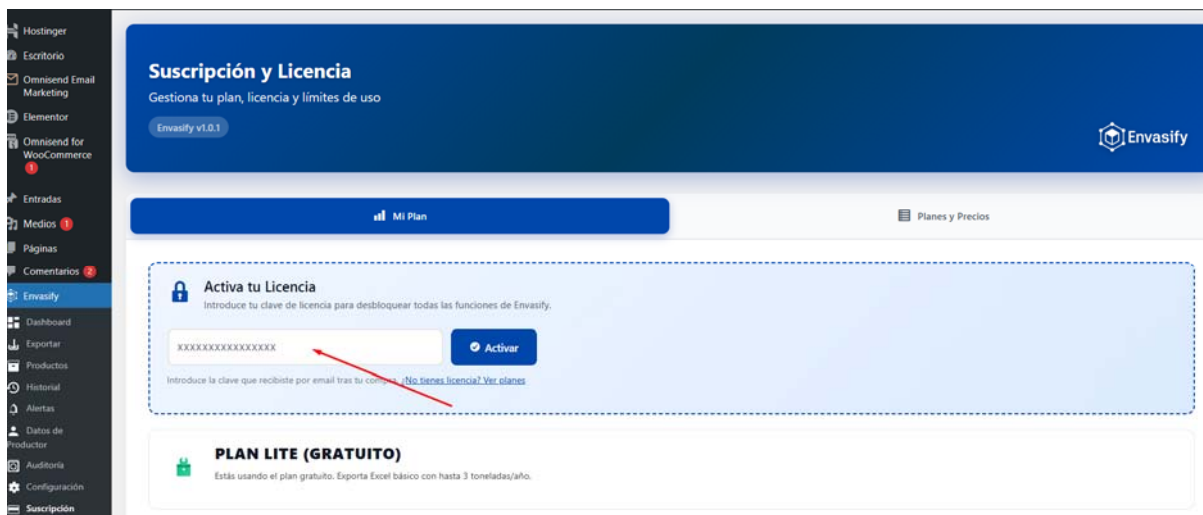 Hostinger
Escritorio
Omnisend Email
Marketing
Elementor
Omnisend for
WooCommerce
1
Entradas
Medios 1
Páginas
Comentarios 2
Envasify
Dashboard
Exportar
Productos
Historial
Alertas
Datos de
Productor
Auditoría
Configuración
Suscripción
Suscripción y Licencia
Gestiona tu plan, licencia y límites de uso
Envasify v1.0.1
Envasify
Mi Plan
Planes y Precios
Activa tu Licencia
Introduce tu clave de licencia para desbloquear todas las funciones de Envasify.
XXXXXXXXXXXXXXXX
Activar
Introduce la clave que recibiste por email tras tu compra. ¿No tienes licencia? Ver planes
PLAN LITE (GRATUITO)
Estás usando el plan gratuito. Exporta Excel básico con hasta 3 toneladas/año.